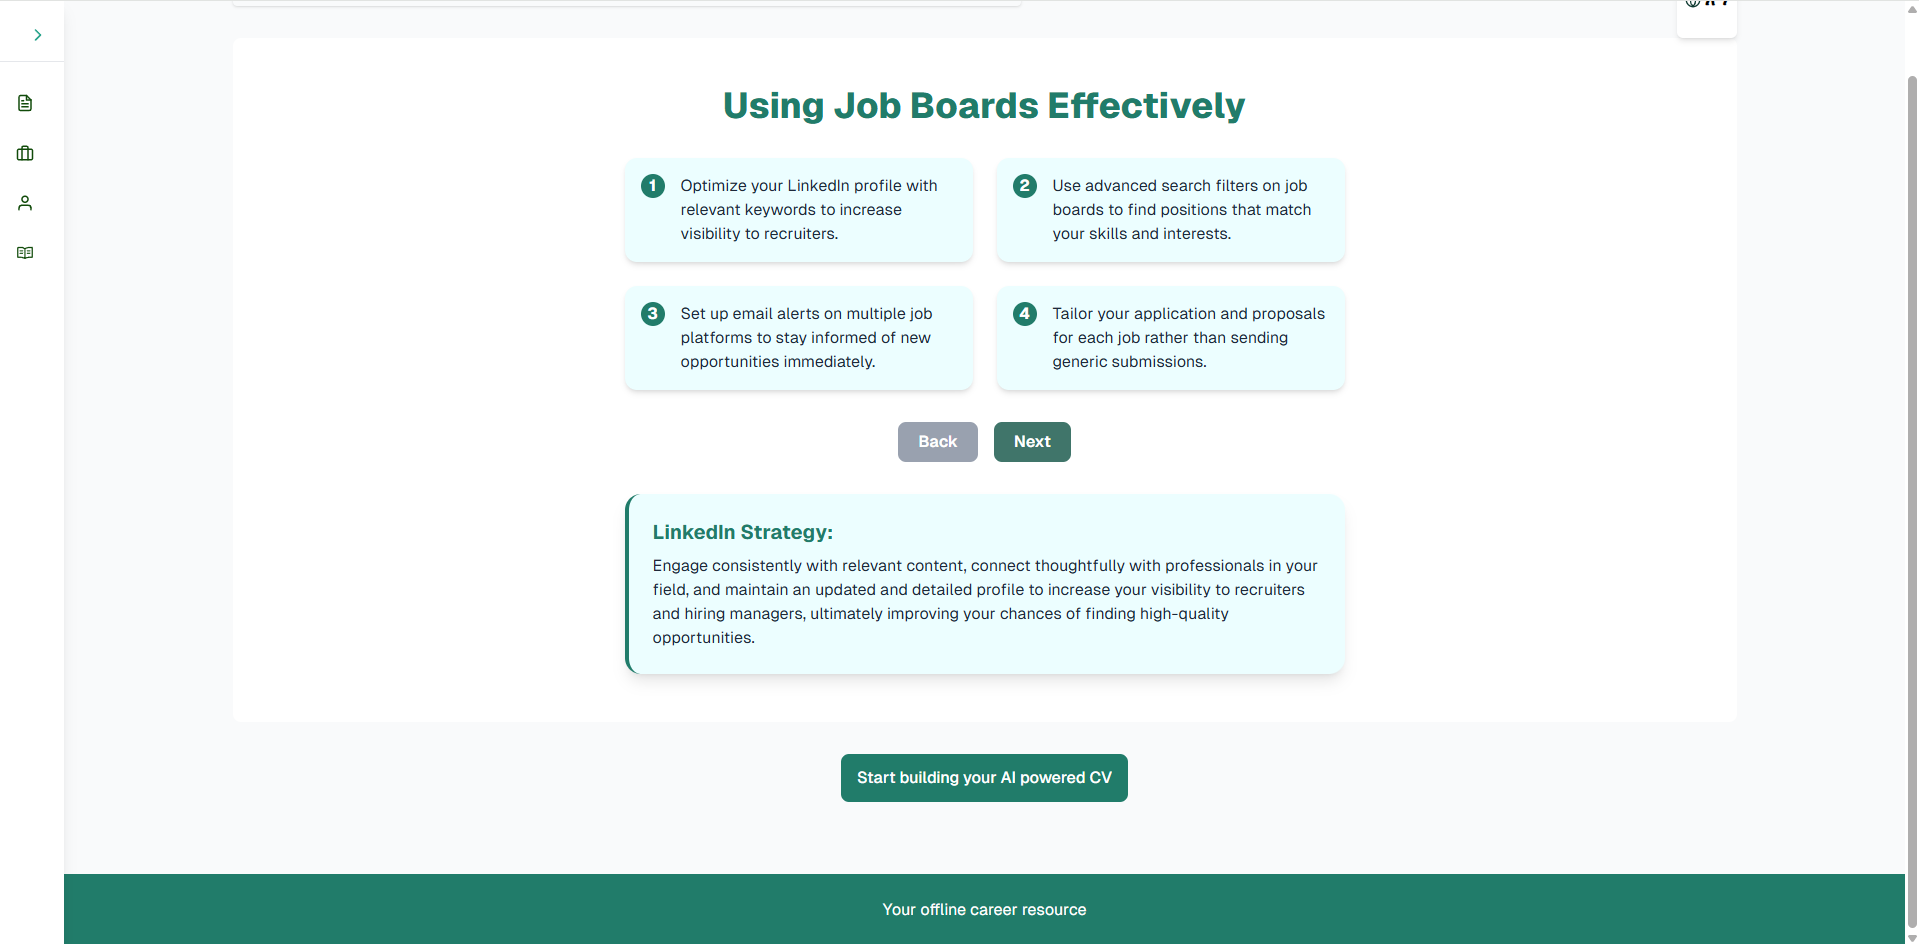 Using Job Boards Effectively
1
Optimize your LinkedIn profile with
relevant keywords to increase
visibility to recruiters.
2
Use advanced search filters on job
boards to find positions that match
your skills and interests.
3
Set up email alerts on multiple job
platforms to stay informed of new
opportunities immediately.
4
Tailor your application and proposals
for each job rather than sending
generic submissions.
Back
Next
LinkedIn Strategy:
Engage consistently with relevant content, connect thoughtfully with professionals in your
field, and maintain an updated and detailed profile to increase your visibility to recruiters
and hiring managers, ultimately improving your chances of finding high-quality
opportunities.
Start building your AI powered CV
Your offline career resource